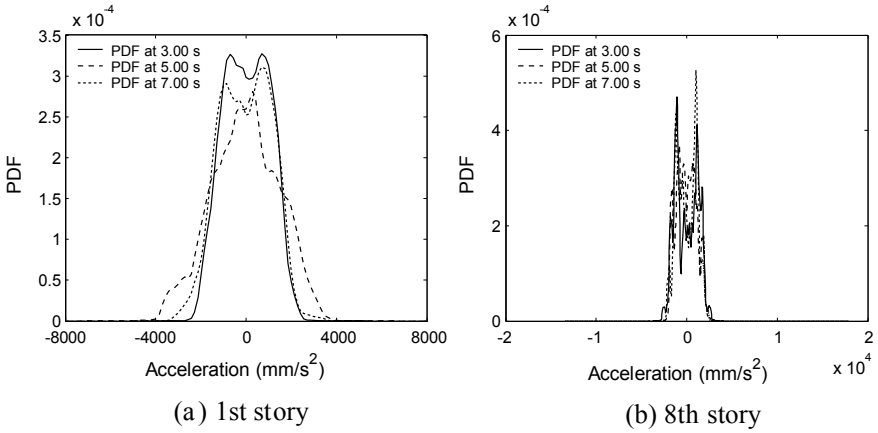 x 10^-4
3.5
3
2.5
2
1.5
1
0.5
0
PDF
PDF at 3.00 s
PDF at 5.00 s
PDF at 7.00 s
-8000 -4000 0 4000 8000
Acceleration (mm/s^2)
(a) 1st story
x 10^-4
6
4
2
0
PDF
PDF at 3.00 s
PDF at 5.00 s
PDF at 7.00 s
-2 -1 0 1 2
Acceleration (mm/s^2) x 10^4
(b) 8th story